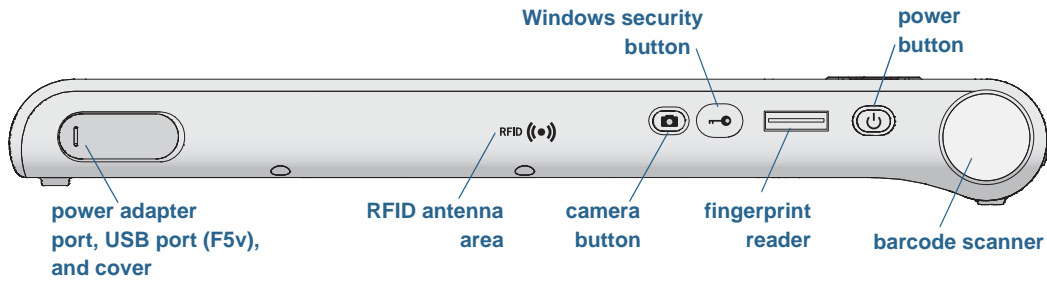 Windows security
button
power
button
RFID
power adapter
port, USB port (F5v),
and cover
RFID antenna
area
camera
button
fingerprint
reader
barcode scanner